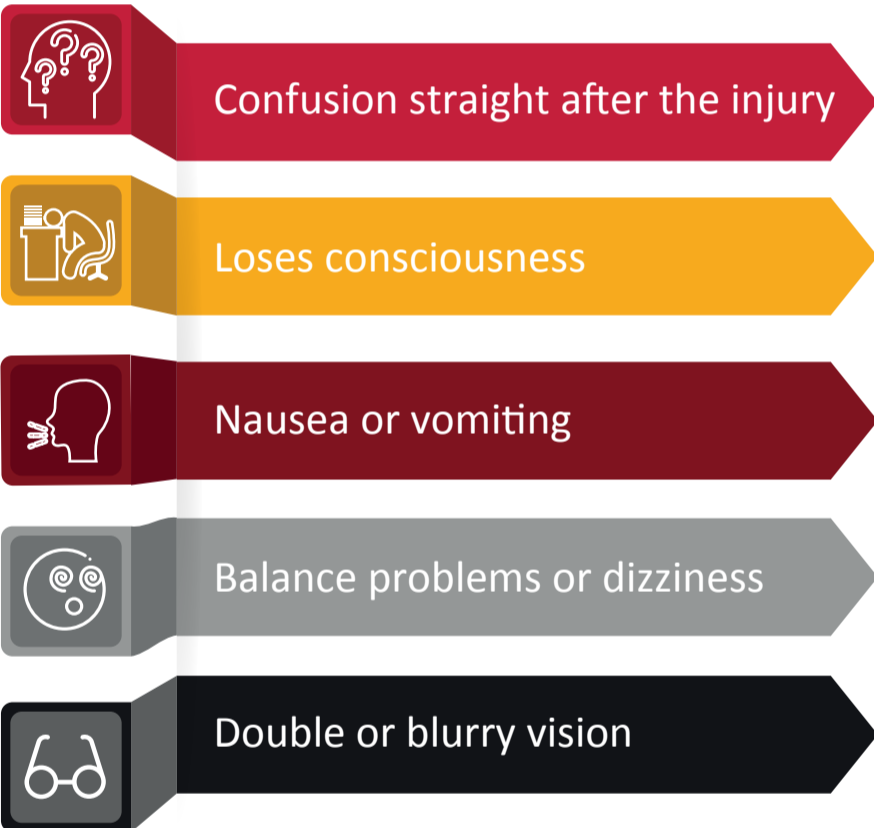 Confusion straight after the injury
Loses consciousness
Nausea or vomiting
Balance problems or dizziness
Double or blurry vision